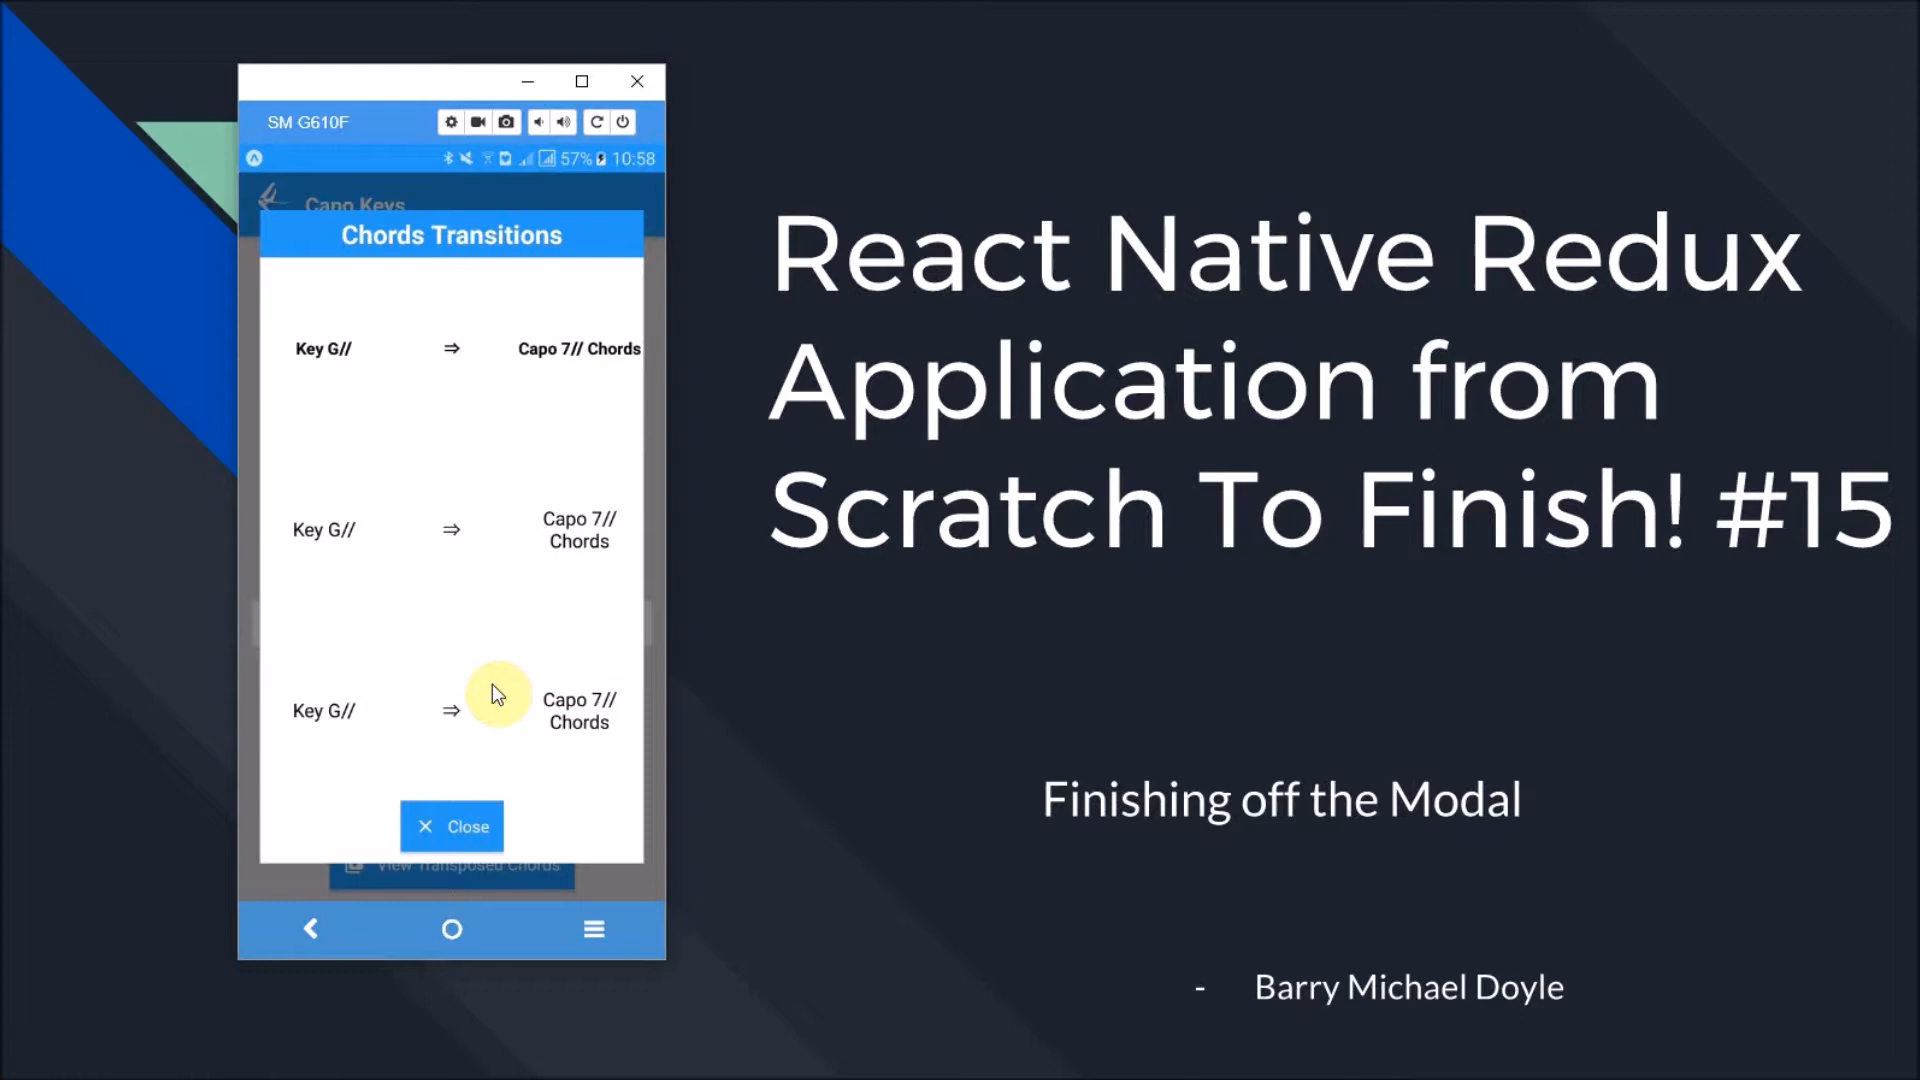 SM G610F
57% 10:58
Capo Keys
Chords Transitions
Key G// ⇒ Capo 7// Chords
Key G// ⇒ Capo 7//
Chords
Key G// ⇒ Capo 7//
Chords
Close
View Transposed Chords
React Native Redux
Application from
Scratch To Finish! #15
Finishing off the Modal
- Barry Michael Doyle